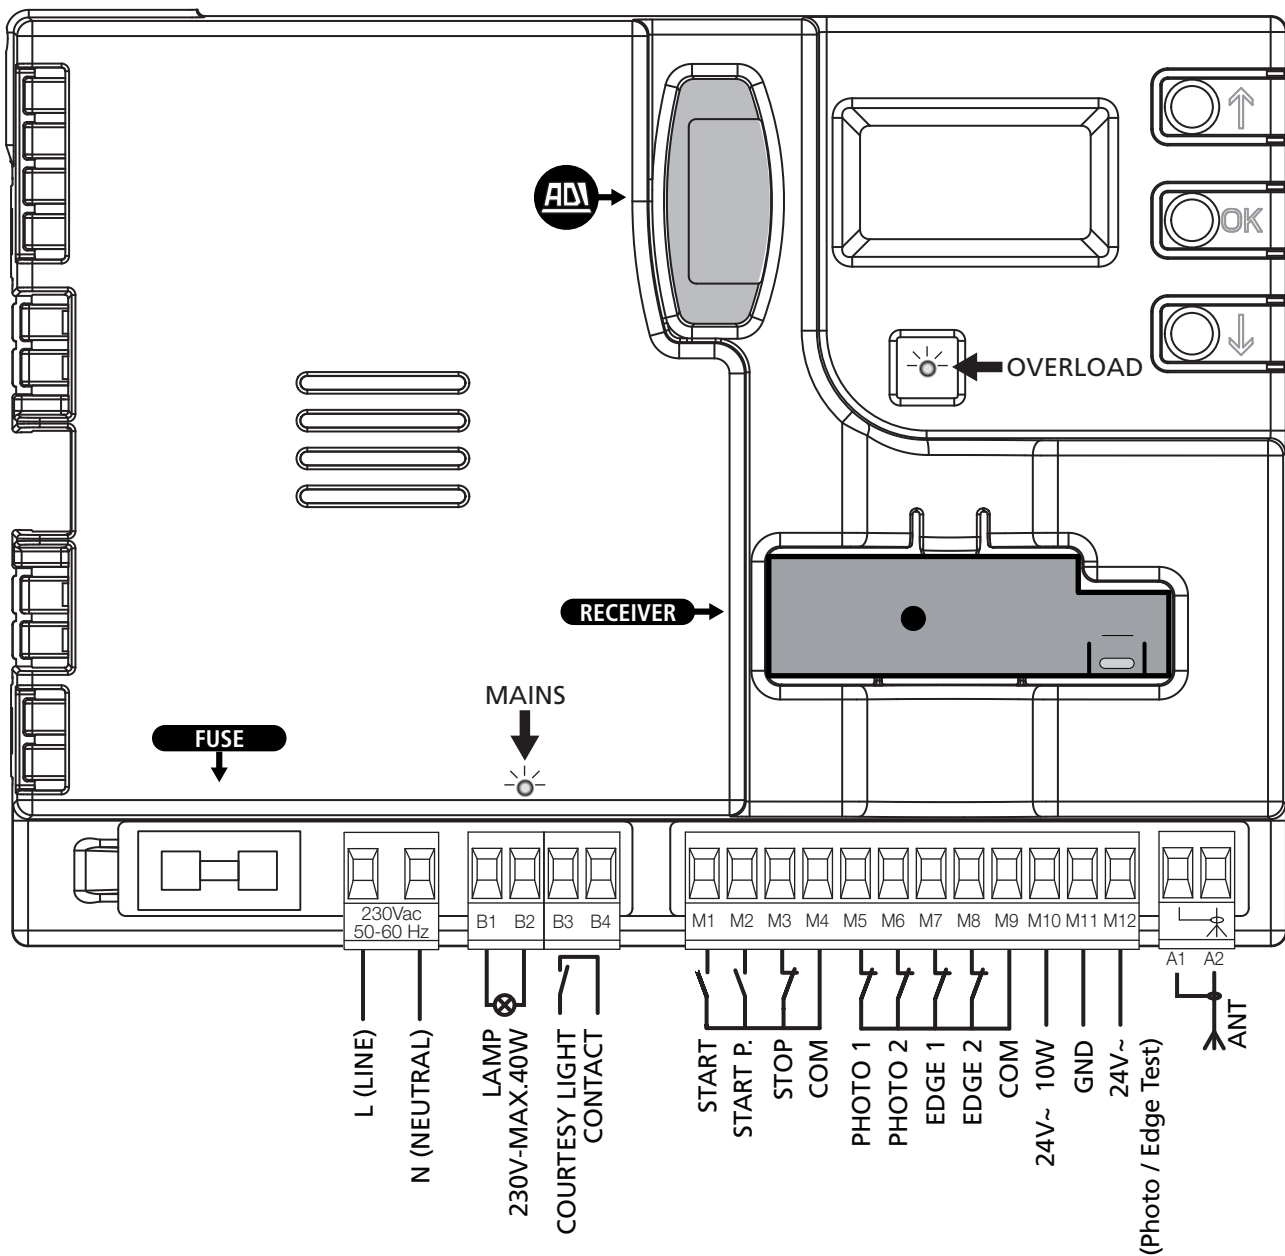 ADI
↑
OK
↓
OVERLOAD
RECEIVER
MAINS
FUSE
230Vac
50-60 Hz
B1 B2 B3 B4
M1 M2 M3 M4 M5 M6 M7 M8 M9 M10 M11 M12
A1 A2
L (LINE)
N (NEUTRAL)
LAMP
230V-MAX.40W
COURTESY LIGHT
CONTACT
START
START P.
STOP
COM
PHOTO 1
PHOTO 2
EDGE 1
EDGE 2
COM
24V~ 10W
GND
24V~
(Photo / Edge Test)
ANT